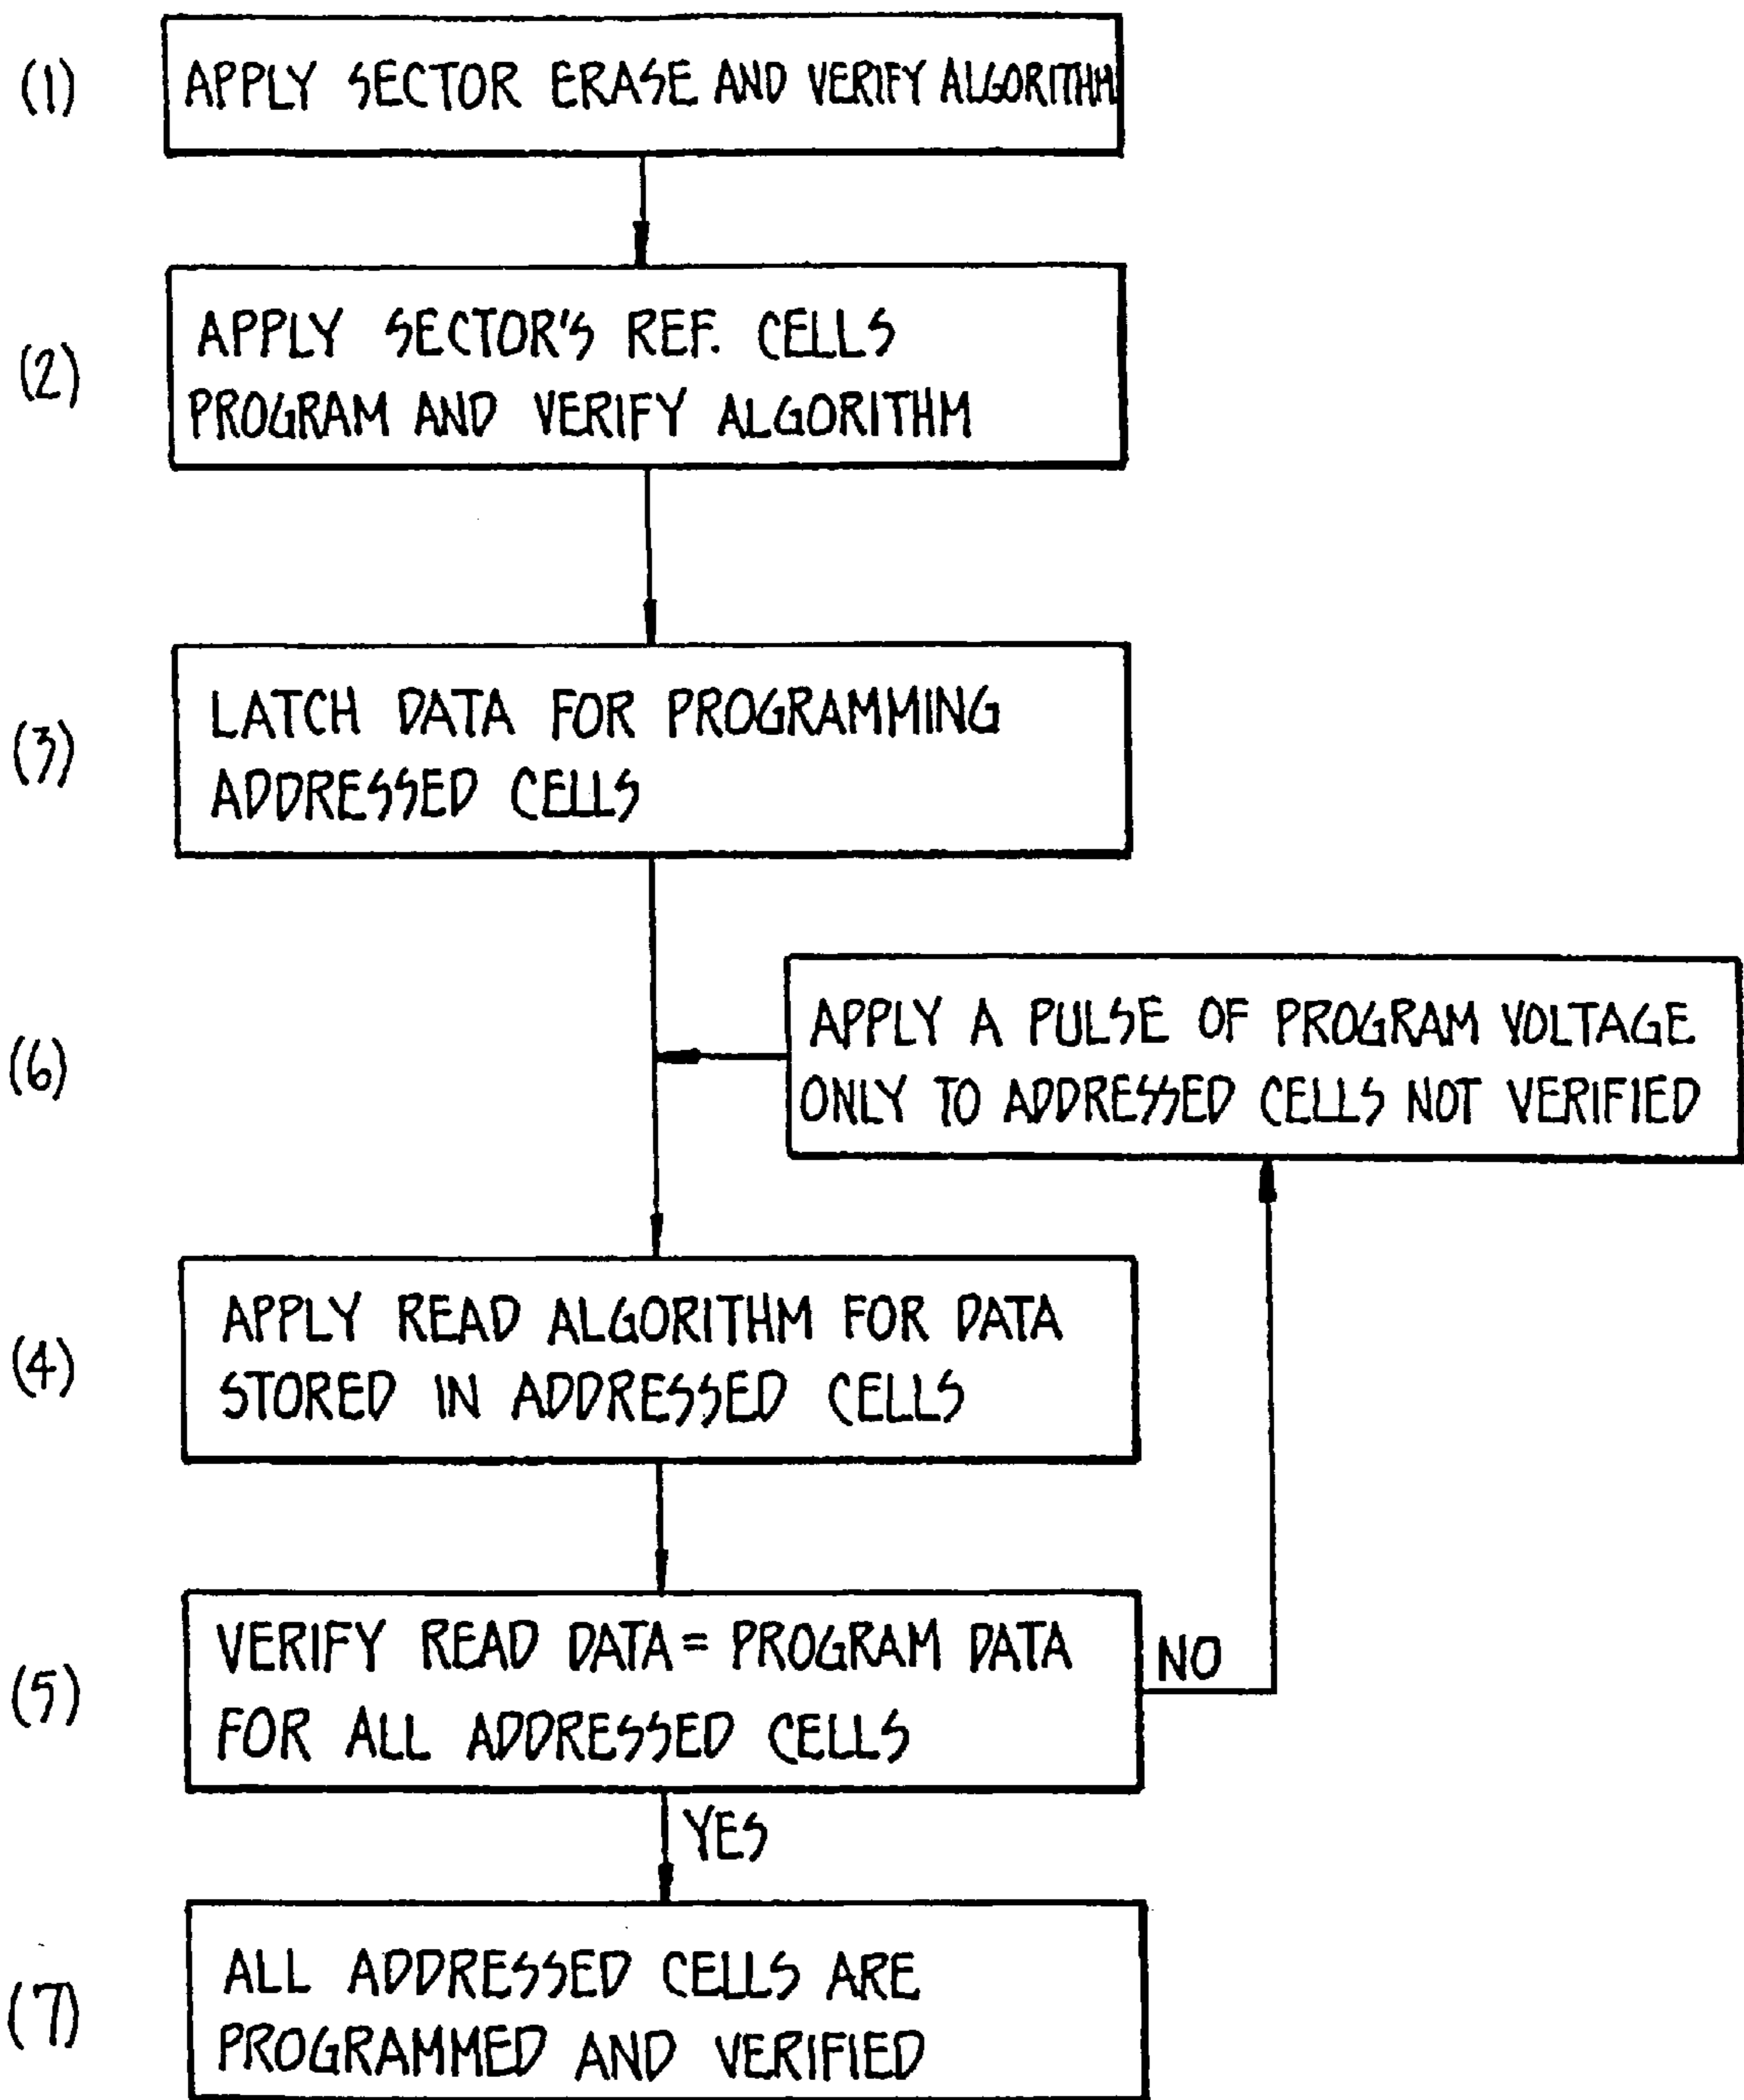 (1)
APPLY SECTOR ERASE AND VERIFY ALGORITHM
(2)
APPLY SECTOR'S REF. CELLS
PROGRAM AND VERIFY ALGORITHM
(3)
LATCH DATA FOR PROGRAMMING
ADDRESSED CELLS
(6)
APPLY A PULSE OF PROGRAM VOLTAGE
ONLY TO ADDRESSED CELLS NOT VERIFIED
(4)
APPLY READ ALGORITHM FOR DATA
STORED IN ADDRESSED CELLS
(5)
VERIFY READ DATA = PROGRAM DATA
FOR ALL ADDRESSED CELLS
NO
YES
(7)
ALL ADDRESSED CELLS ARE
PROGRAMMED AND VERIFIED